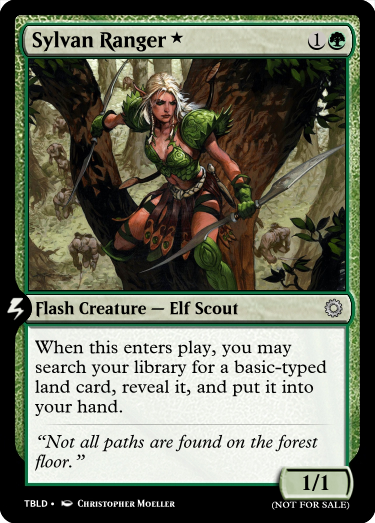 Sylvan Ranger ★ 1
Flash Creature — Elf Scout
When this enters play, you may
search your library for a basic-typed
land card, reveal it, and put it into
your hand.
“Not all paths are found on the forest
floor.”
1/1
TBLD • Christopher Moeller
(NOT FOR SALE)